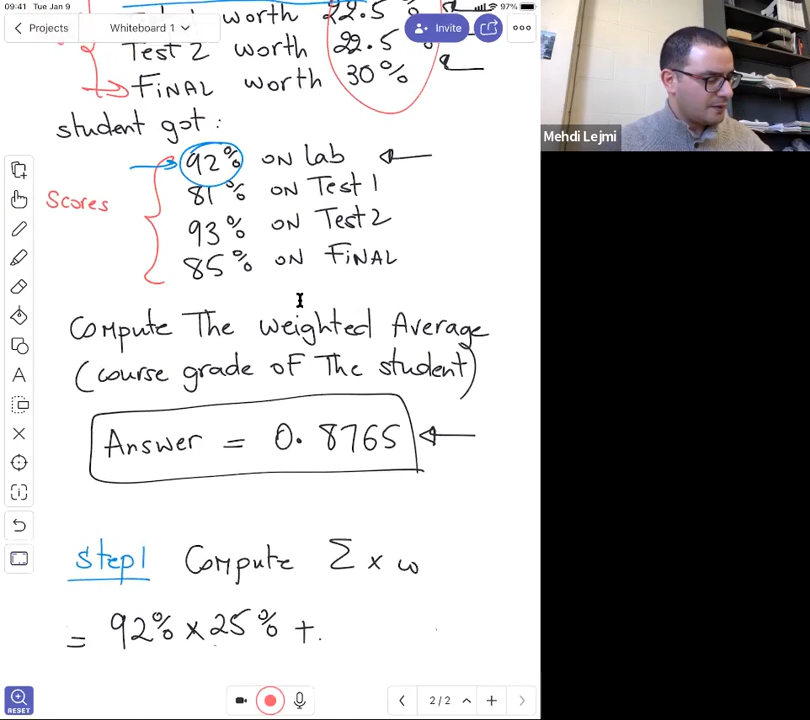 09:41 Tue Jan 9
97%
Projects
Whiteboard 1
Invite
worth 22.5
Test 2 worth 22.5 %
FiNAL worth 30%
student got :
92% ON Lab
Scores
81% ON Test 1
93% ON Test 2
85% ON FiNAL
Compute The weighted Average
(course grade of The student)
Answer = 0.8765
Step1 Compute Σ x w
= 92% x 25% +
A
RESET
2/2
Mehdi Lejmi